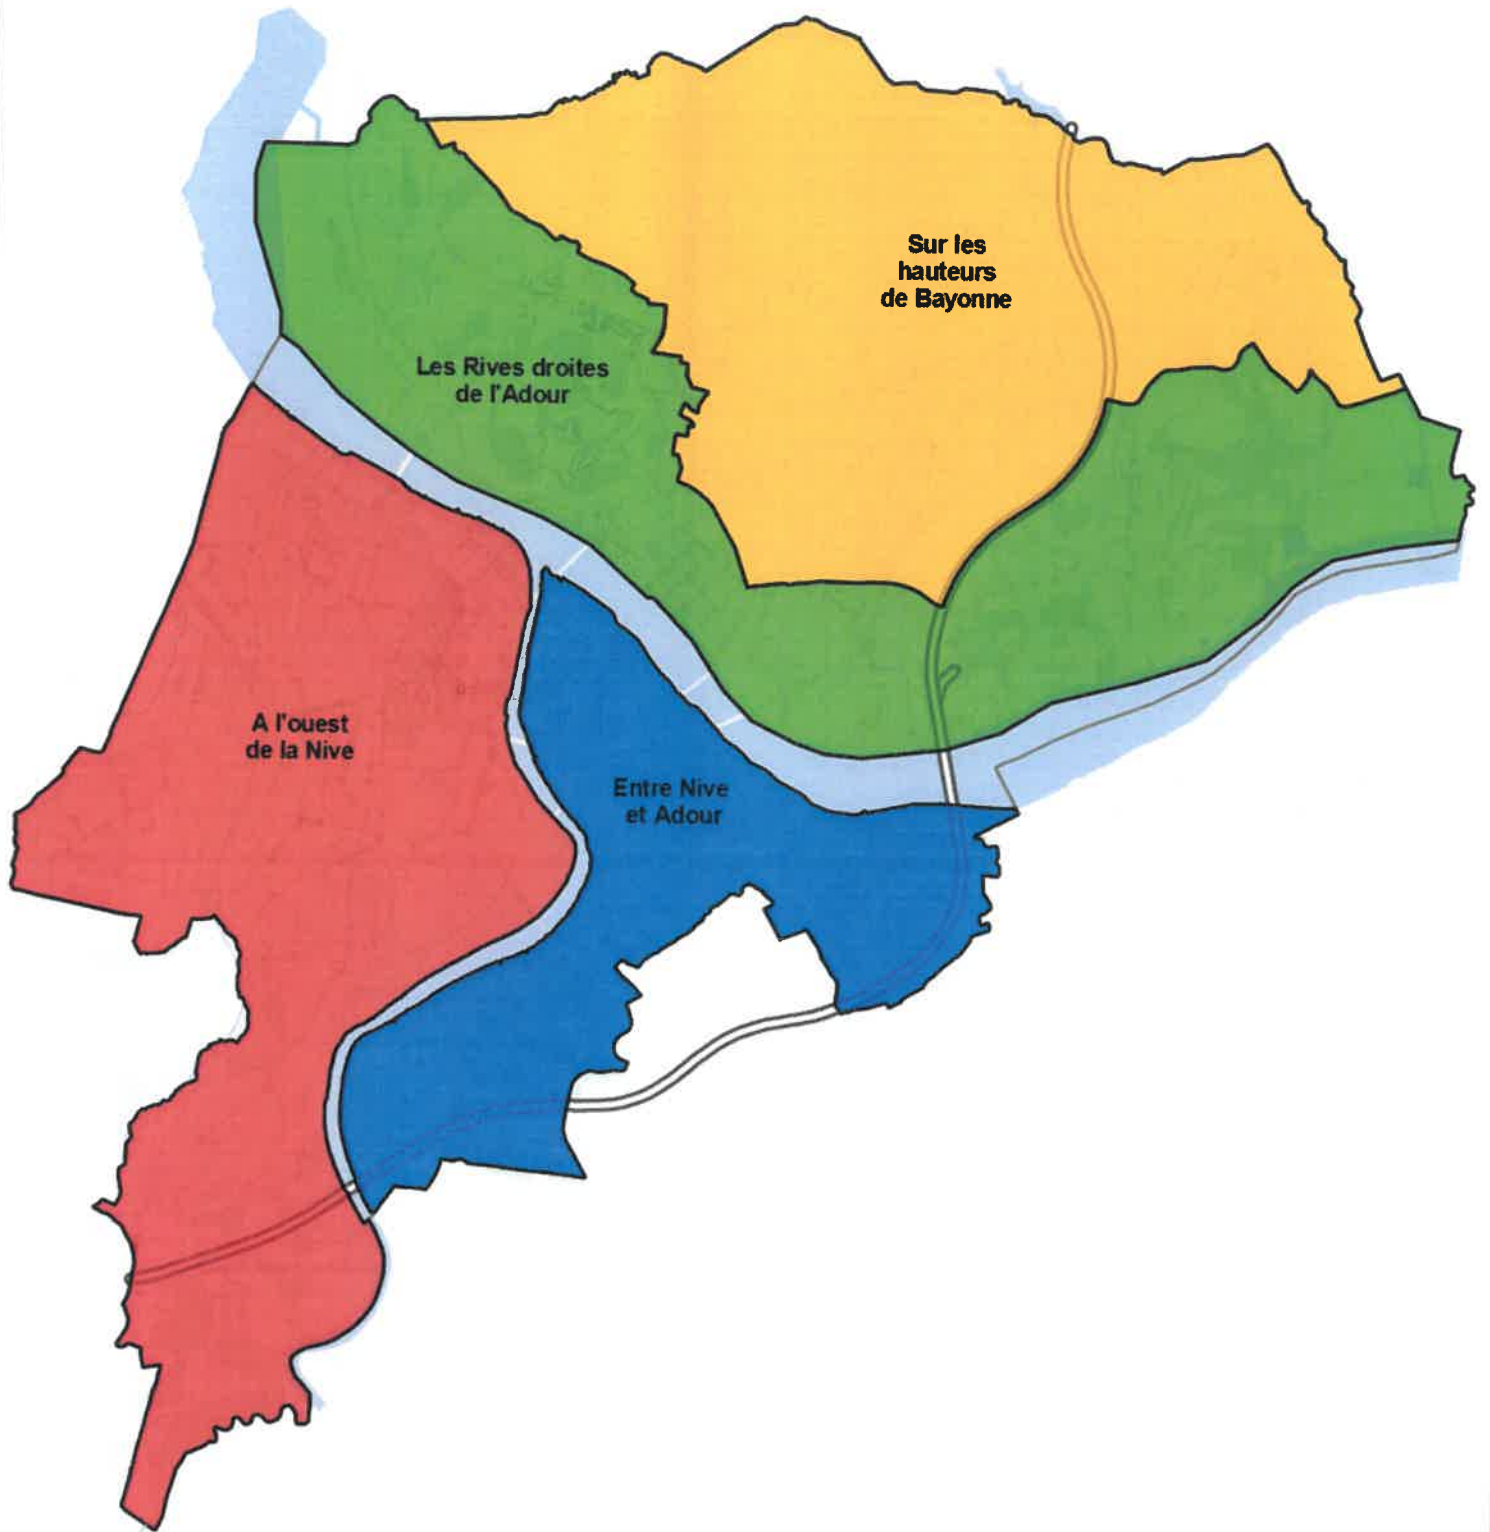 Sur les
hauteurs
de Bayonne
Les Rives droites
de l'Adour
A l'ouest
de la Nive
Entre Nive
et Adour